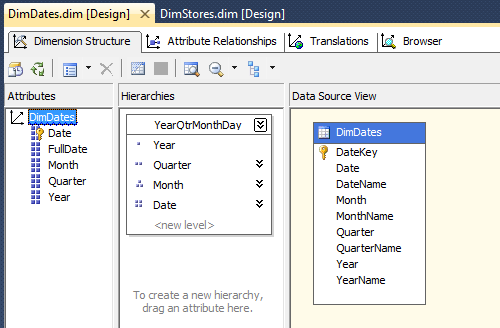 DimDates.dim [Design] DimStores.dim [Design]
Dimension Structure Attribute Relationships Translations Browser
Attributes
DimDates
Date
FullDate
Month
Quarter
Year
Hierarchies
YearQtrMonthDay
Year
Quarter
Month
Date
<new level>
To create a new hierarchy,
drag an attribute here.
Data Source View
DimDates
DateKey
Date
DateName
Month
MonthName
Quarter
QuarterName
Year
YearName